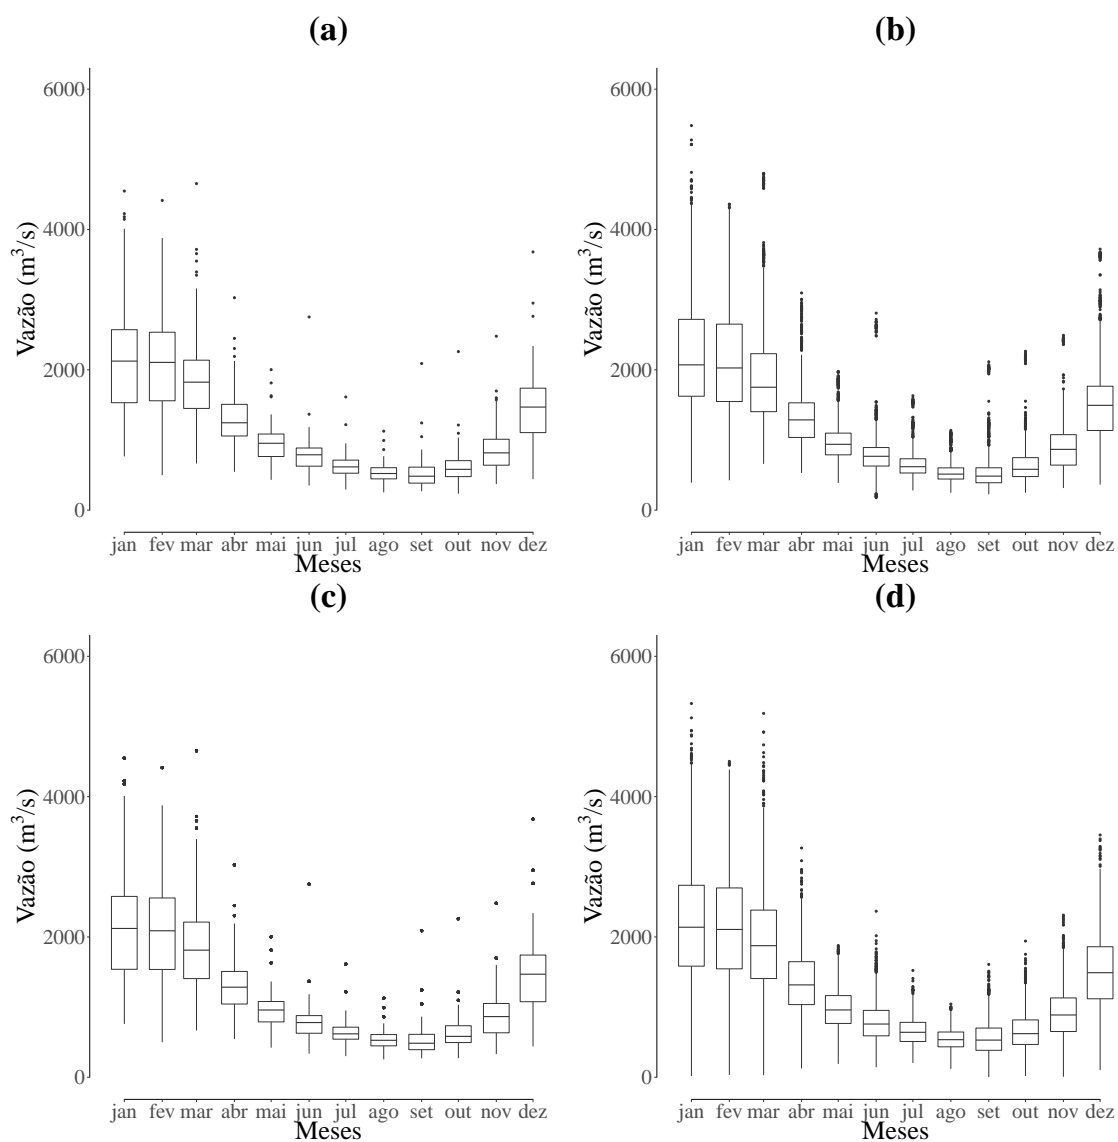 (a)
Vazão (m³/s)
6000
4000
2000
0
jan fev mar abr mai jun jul ago set out nov dez
Meses
(b)
Vazão (m³/s)
6000
4000
2000
0
jan fev mar abr mai jun jul ago set out nov dez
Meses
(c)
Vazão (m³/s)
6000
4000
2000
0
jan fev mar abr mai jun jul ago set out nov dez
Meses
(d)
Vazão (m³/s)
6000
4000
2000
0
jan fev mar abr mai jun jul ago set out nov dez
Meses